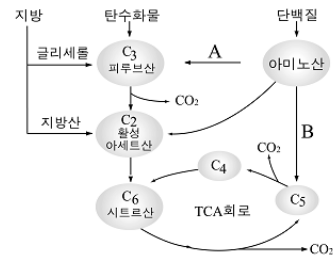 지방
탄수화물
단백질
글리세롤
C₃
피루브산
A
아미노산
CO₂
지방산
C₂
활성
아세트산
B
CO₂
C₄
C₅
C₆
시트르산
TCA회로
CO₂